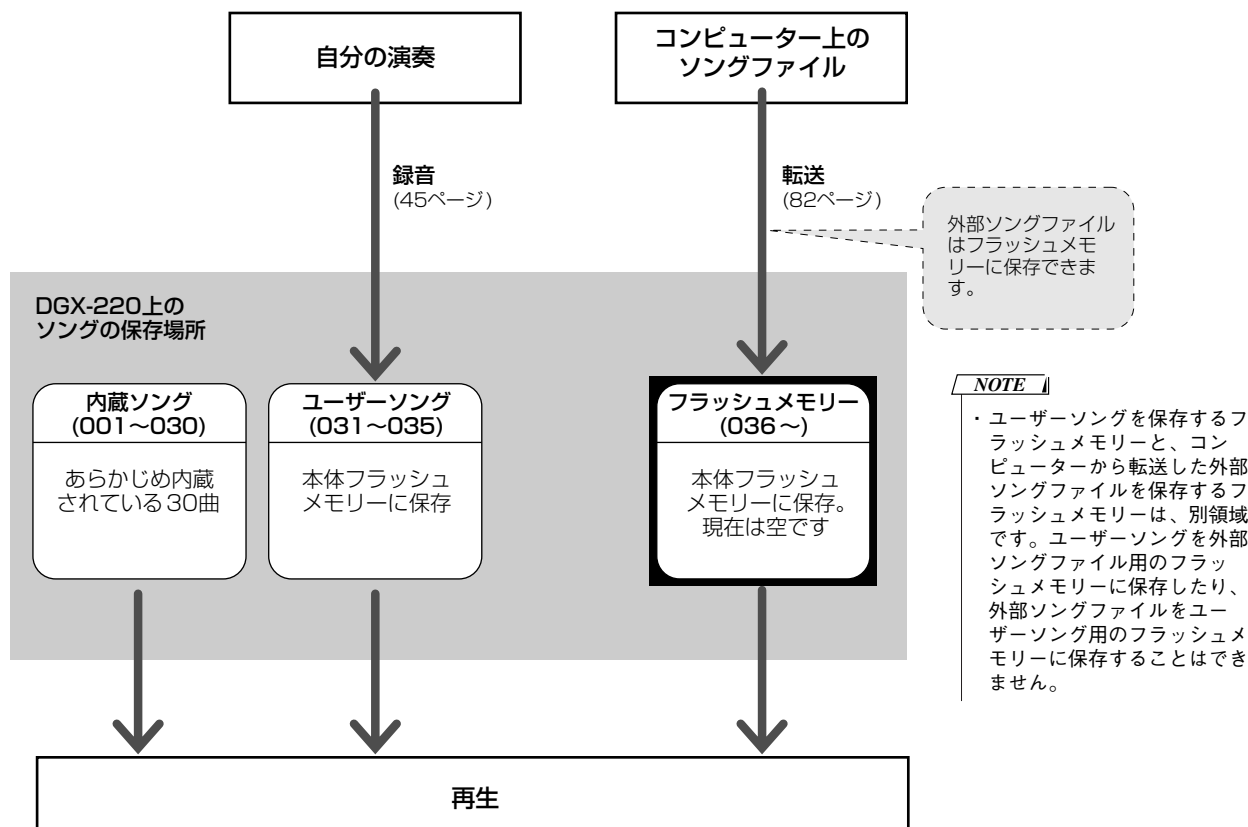 自分の演奏
コンピューター上の
ソングファイル
録音
(45ページ)
転送
(82ページ)
外部ソングファイル
はフラッシュメモ
リーに保存できま
す。
DGX-220上の
ソングの保存場所
内蔵ソング
(001〜030)
あらかじめ内蔵
されている30曲
ユーザーソング
(031〜035)
本体フラッシュ
メモリーに保存
フラッシュメモリー
(036〜)
本体フラッシュ
メモリーに保存。
現在は空です
NOTE
・ユーザーソングを保存するフ
ラッシュメモリーと、コン
ピューターから転送した外部
ソングファイルを保存するフ
ラッシュメモリーは、別領域
です。ユーザーソングを外部
ソングファイル用のフラッ
シュメモリーに保存したり、
外部ソングファイルをユー
ザーソング用のフラッシュメ
モリーに保存することはでき
ません。
再生